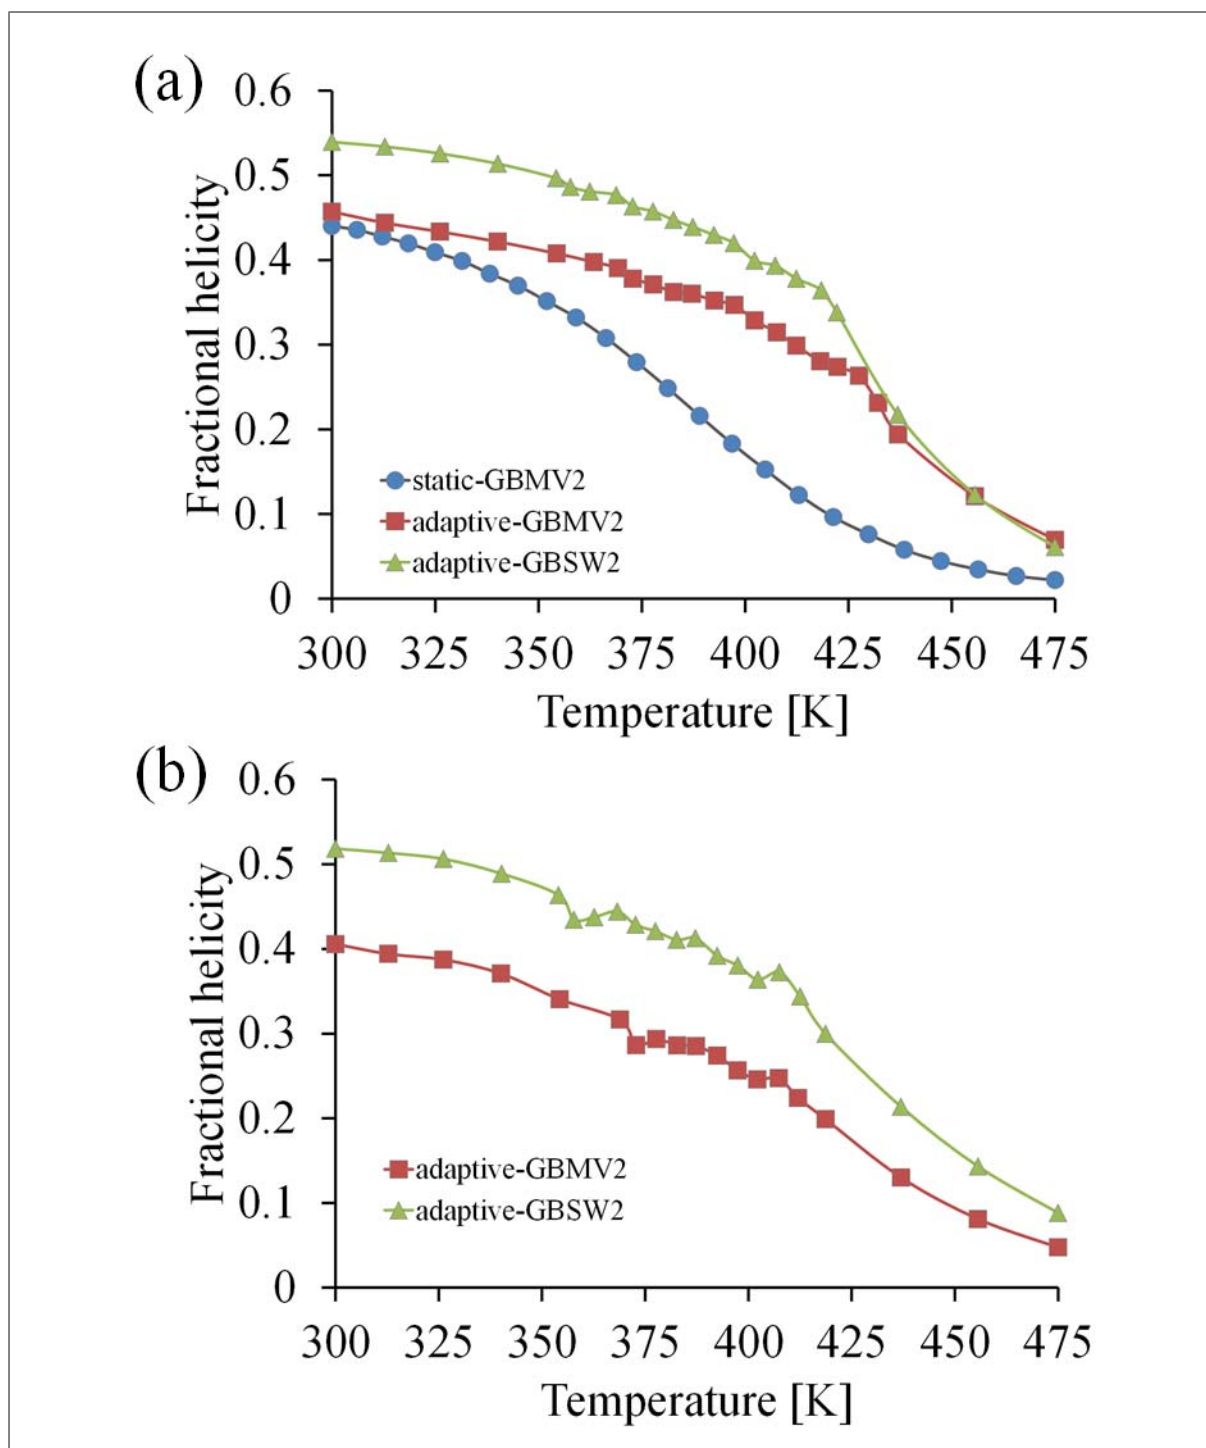 (a)
0.6
0.5
0.4
0.3
0.2
0.1
0
Fractional helicity
static-GBMV2
adaptive-GBMV2
adaptive-GBSW2
300 325 350 375 400 425 450 475
Temperature [K]
(b)
0.6
0.5
0.4
0.3
0.2
0.1
0
Fractional helicity
adaptive-GBMV2
adaptive-GBSW2
300 325 350 375 400 425 450 475
Temperature [K]